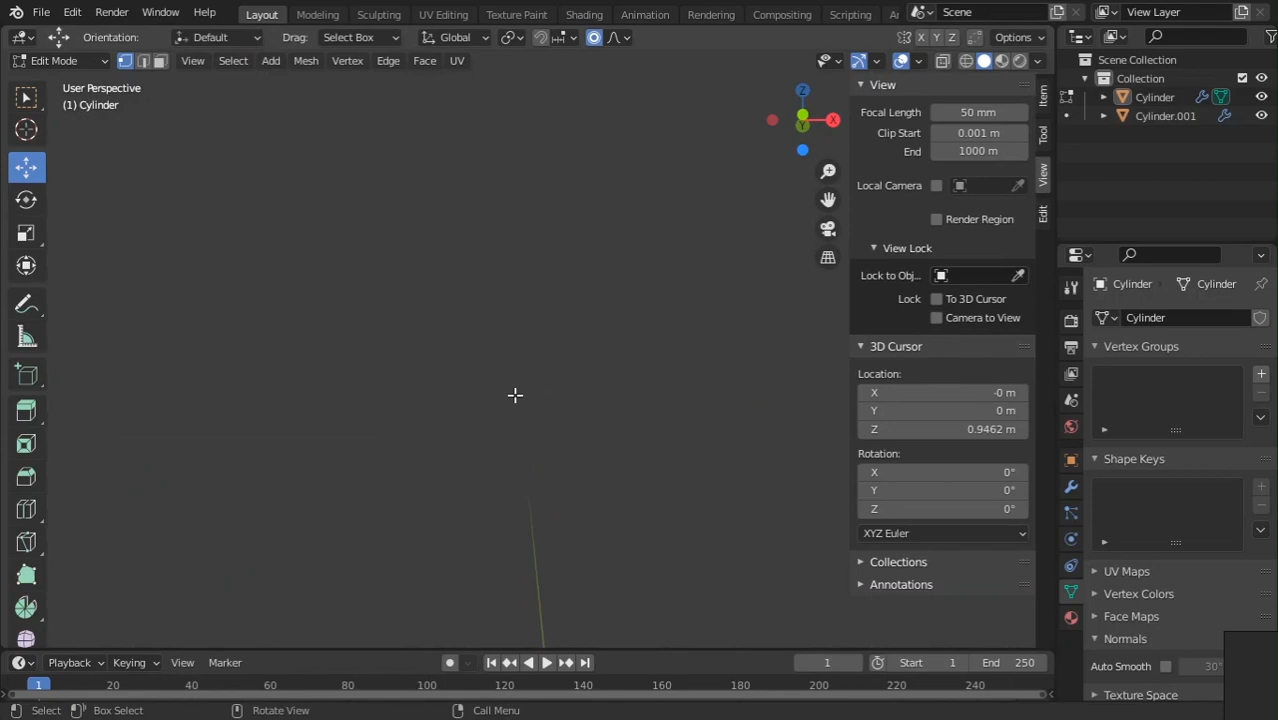 File Edit Render Window Help Layout Modeling Sculpting UV Editing Texture Paint Shading Animation Rendering Compositing Scripting Scene View Layer
Orientation: Default Drag: Select Box Global X Y Z Options
Edit Mode View Select Add Mesh Vertex Edge Face UV
User Perspective
(1) Cylinder
Z
X
Y
View
Focal Length 50 mm
Clip Start 0.001 m
End 1000 m
Local Camera
Render Region
View Lock
Lock to Obj...
Lock To 3D Cursor
Camera to View
3D Cursor
Location:
X -0 m
Y 0 m
Z 0.9462 m
Rotation:
X 0°
Y 0°
Z 0°
XYZ Euler
Collections
Annotations
Item
Tool
View
Edit
Scene Collection
Collection
Cylinder
Cylinder.001
Cylinder Cylinder
Cylinder
Vertex Groups
Shape Keys
UV Maps
Vertex Colors
Face Maps
Normals
Auto Smooth 30°
Texture Space
Playback Keying View Marker 1 Start 1 End 250
1 20 40 60 80 100 120 140 160 180 200 220 240
Select Box Select Rotate View Call Menu